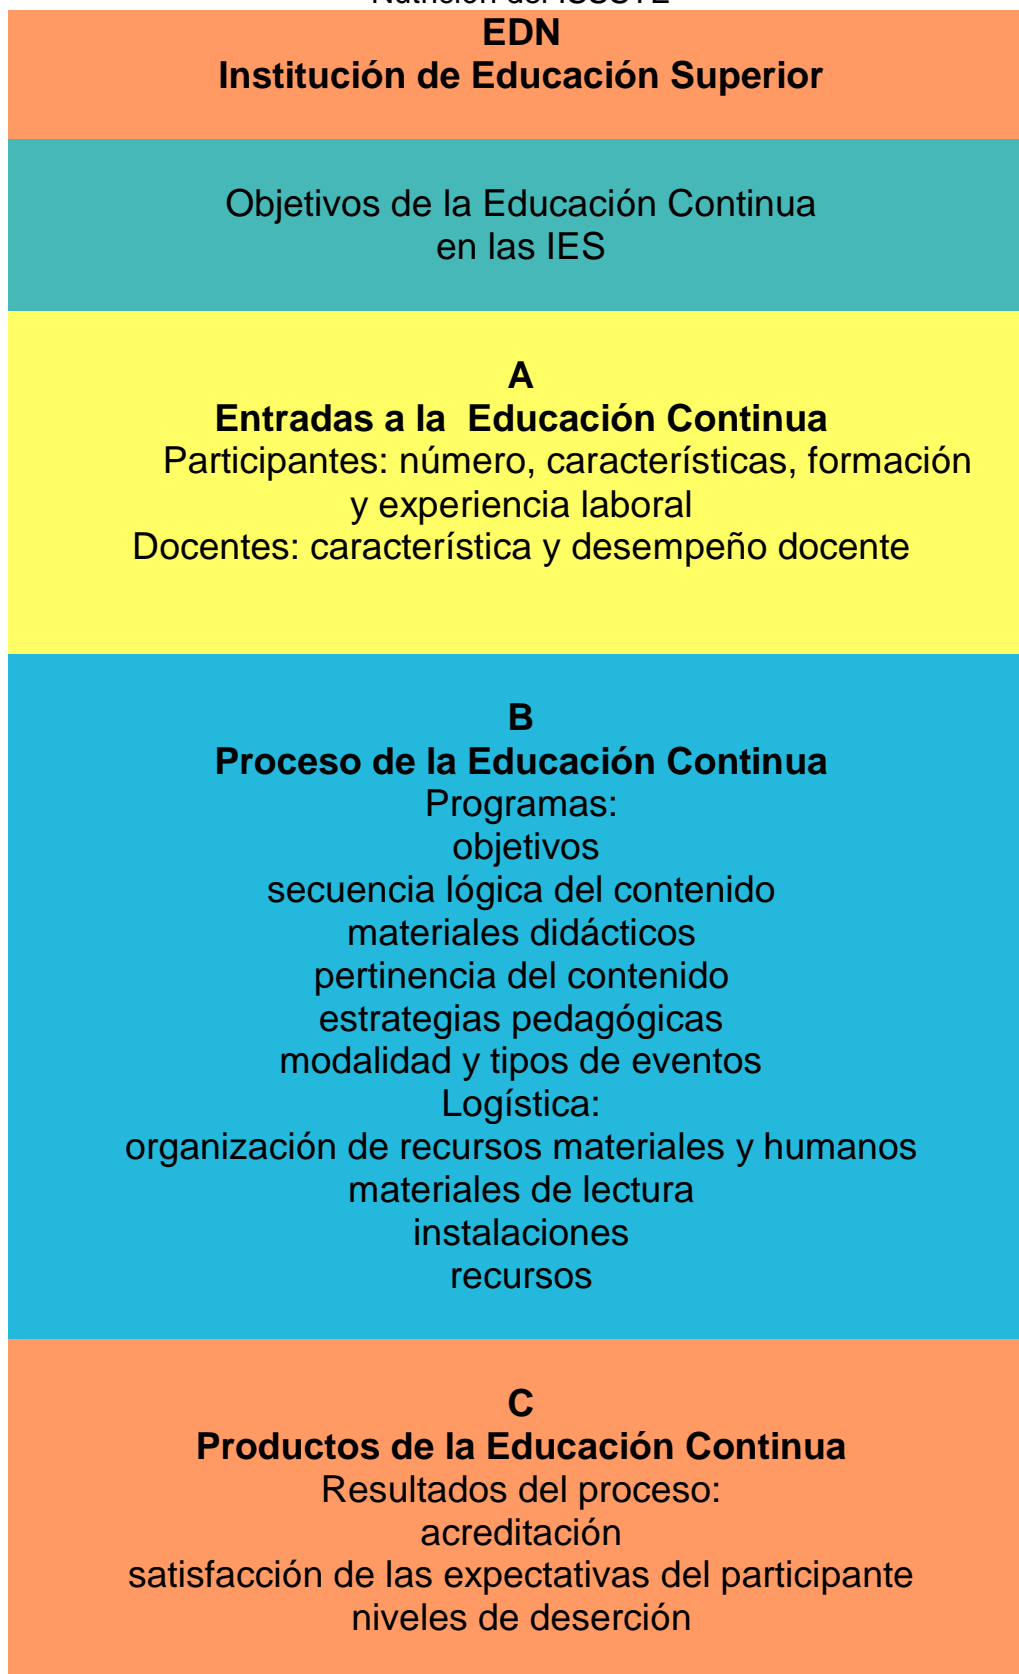 Nutrición del ISSSTE
EDN
Institución de Educación Superior
Objetivos de la Educación Continua
en las IES
A
Entradas a la  Educación Continua
Participantes: número, características, formación
y experiencia laboral
Docentes: característica y desempeño docente
B
Proceso de la Educación Continua
Programas:
objetivos
secuencia lógica del contenido
materiales didácticos
pertinencia del contenido
estrategias pedagógicas
modalidad y tipos de eventos
Logística:
organización de recursos materiales y humanos
materiales de lectura
instalaciones
recursos
C
Productos de la Educación Continua
Resultados del proceso:
acreditación
satisfacción de las expectativas del participante
niveles de deserción